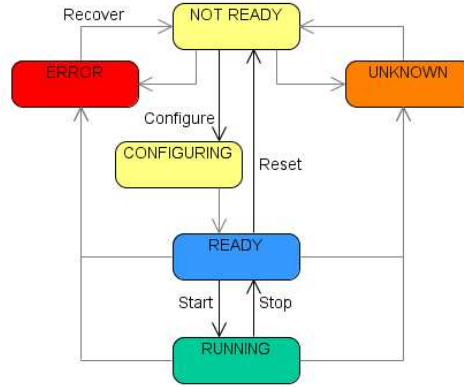 Recover
NOT READY
ERROR
UNKNOWN
Configure
CONFIGURING
Reset
READY
Start
Stop
RUNNING